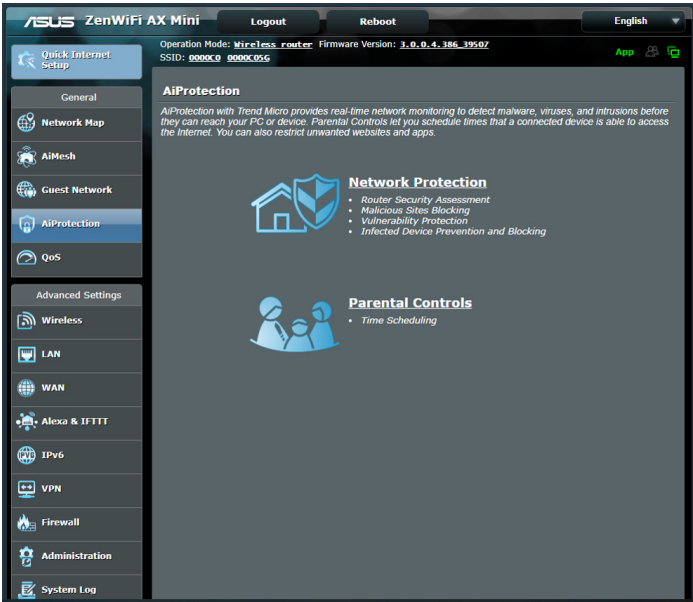 ASUS ZenWiFi AX Mini
Logout
Reboot
English
Quick Internet
Setup
Operation Mode: Wireless router Firmware Version: 3.0.0.4.386_39507
SSID: 0000C0 0000C05G
App
General
Network Map
AiMesh
Guest Network
AiProtection
QoS
Advanced Settings
Wireless
LAN
WAN
Alexa & IFTTT
IPv6
VPN
Firewall
Administration
System Log
AiProtection
AiProtection with Trend Micro provides real-time network monitoring to detect malware, viruses, and intrusions before
they can reach your PC or device. Parental Controls let you schedule times that a connected device is able to access
the Internet. You can also restrict unwanted websites and apps.
Network Protection
• Router Security Assessment
• Malicious Sites Blocking
• Vulnerability Protection
• Infected Device Prevention and Blocking
Parental Controls
• Time Scheduling